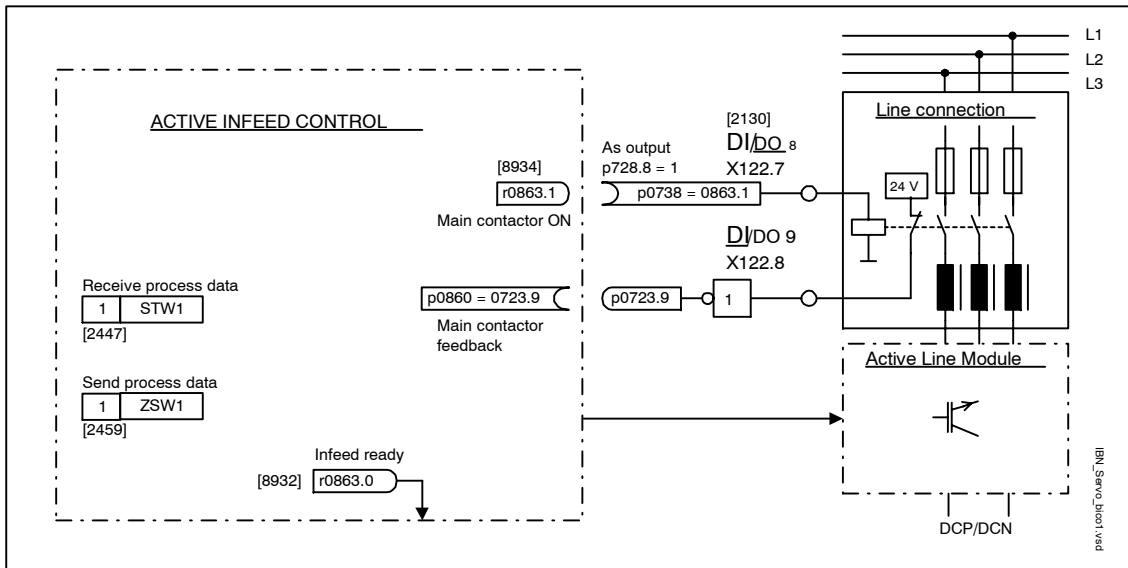 L1
L2
L3
ACTIVE INFEED CONTROL
Line connection
[2130]
DI/DO 8
X122.7
As output
p728.8 = 1
[8934]
r0863.1
p0738 = 0863.1
Main contactor ON
24 V
DI/DO 9
X122.8
Receive process data
1 STW1
[2447]
p0860 = 0723.9
p0723.9
1
Main contactor
feedback
Active Line Module
Send process data
1 ZSW1
[2459]
Infeed ready
[8932] r0863.0
DCP/DCN
IBN_Servo_bico1.vsd